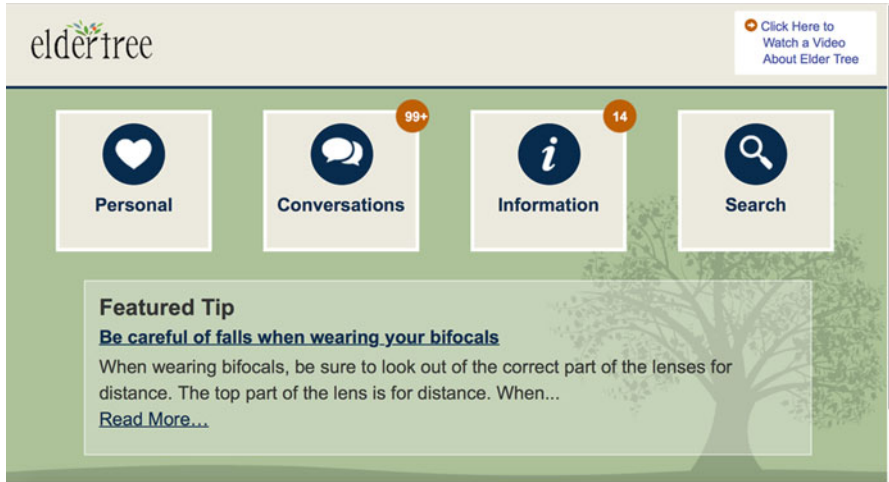 eldertree
Click Here to
Watch a Video
About Elder Tree
99+
14
Personal
Conversations
Information
Search
Featured Tip
Be careful of falls when wearing your bifocals
When wearing bifocals, be sure to look out of the correct part of the lenses for
distance. The top part of the lens is for distance. When...
Read More...